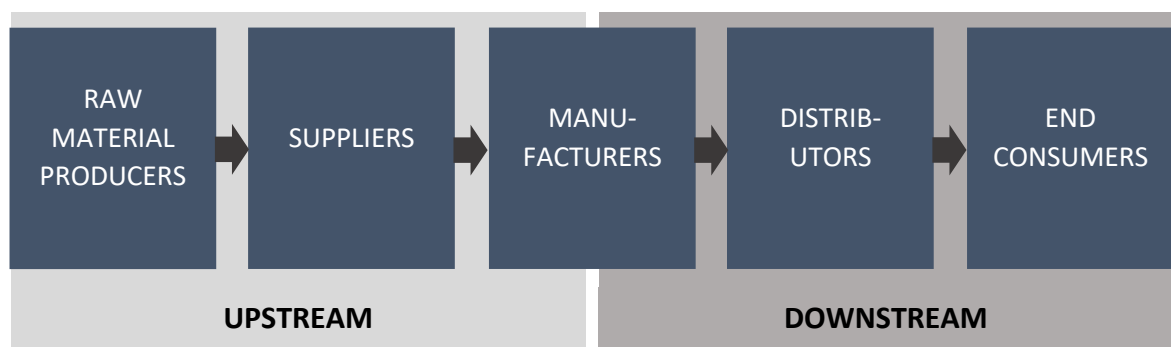 RAW
MATERIAL
PRODUCERS
SUPPLIERS
MANU-
FACTURERS
DISTRIB-
UTORS
END
CONSUMERS
UPSTREAM
DOWNSTREAM